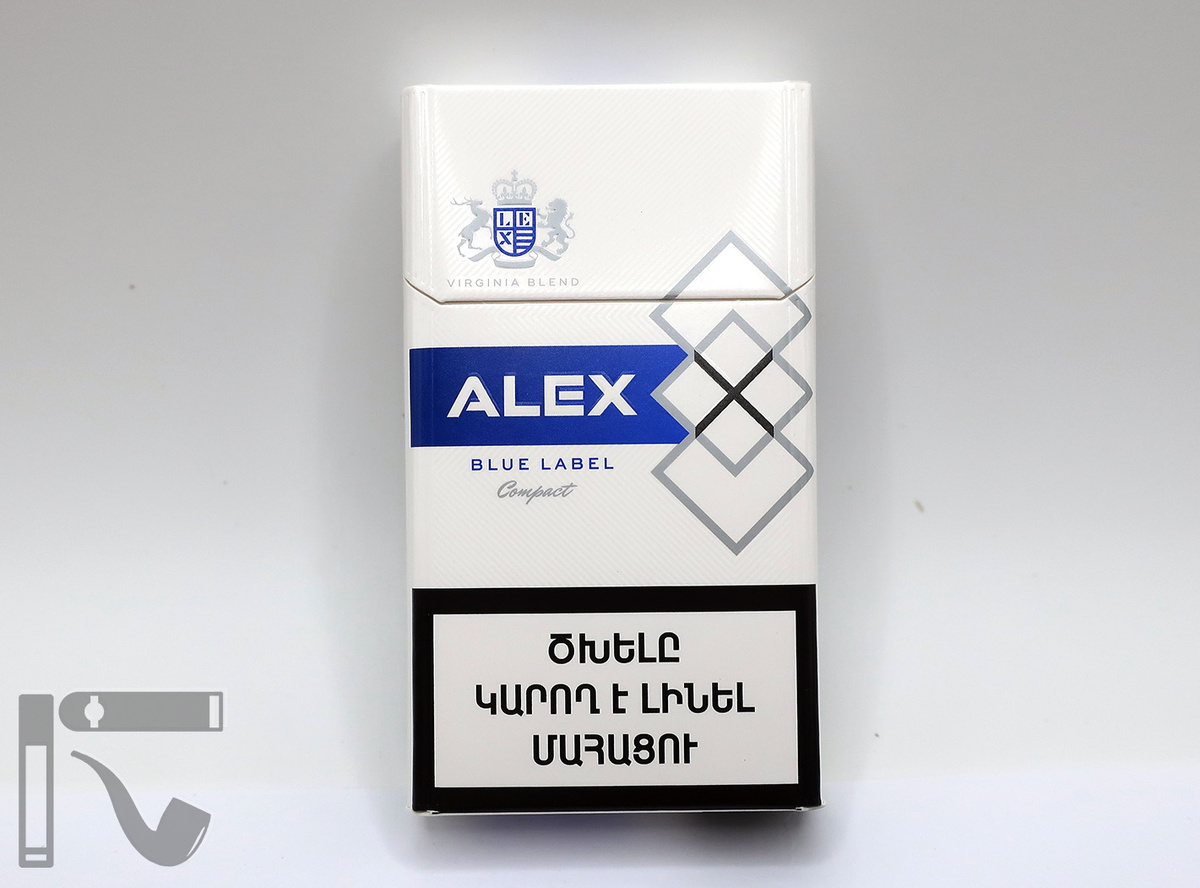 LEX
VIRGINIA BLEND
ALEX
BLUE LABEL
Compact
ԾԽԵԼԸ
ԿԱՐՈՂ Է ԼԻՆԵԼ
ՄԱՀԱՑՈՒ